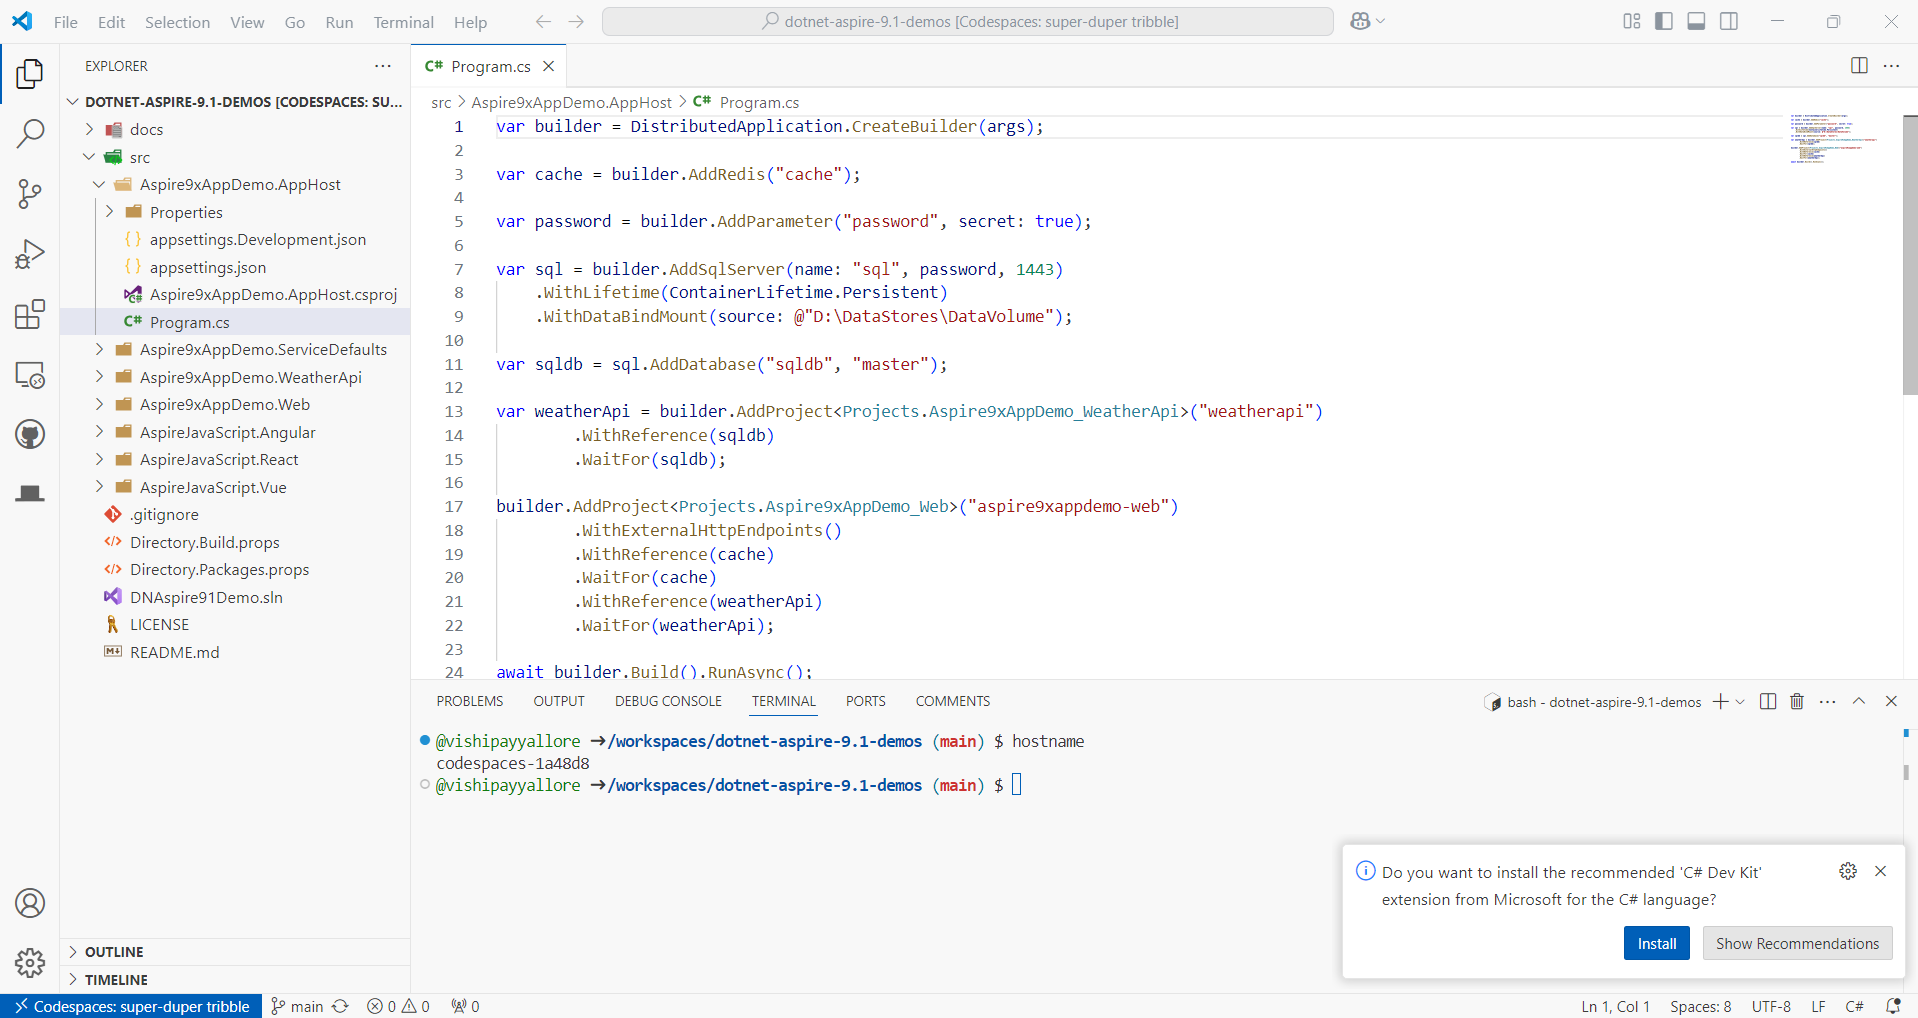 File Edit Selection View Go Run Terminal Help
dotnet-aspire-9.1-demos [Codespaces: super-duper tribble]
EXPLORER
DOTNET-ASPIRE-9.1-DEMOS [CODESPACES: SU...
docs
src
Aspire9xAppDemo.AppHost
Properties
appsettings.Development.json
appsettings.json
Aspire9xAppDemo.AppHost.csproj
C# Program.cs
Aspire9xAppDemo.ServiceDefaults
Aspire9xAppDemo.WeatherApi
Aspire9xAppDemo.Web
AspireJavaScript.Angular
AspireJavaScript.React
AspireJavaScript.Vue
.gitignore
Directory.Build.props
Directory.Packages.props
DNAspire91Demo.sln
LICENSE
README.md
OUTLINE
TIMELINE
C# Program.cs
src > Aspire9xAppDemo.AppHost > C# Program.cs
1 var builder = DistributedApplication.CreateBuilder(args);
2
3 var cache = builder.AddRedis("cache");
4
5 var password = builder.AddParameter("password", secret: true);
6
7 var sql = builder.AddSqlServer(name: "sql", password, 1443)
8 .WithLifetime(ContainerLifetime.Persistent)
9 .WithDataBindMount(source: @"D:\DataStores\DataVolume");
10
11 var sqldb = sql.AddDatabase("sqldb", "master");
12
13 var weatherApi = builder.AddProject<Projects.Aspire9xAppDemo_WeatherApi>("weatherapi")
14 .WithReference(sqldb)
15 .WaitFor(sqldb);
16
17 builder.AddProject<Projects.Aspire9xAppDemo_Web>("aspire9xappdemo-web")
18 .WithExternalHttpEndpoints()
19 .WithReference(cache)
20 .WaitFor(cache)
21 .WithReference(weatherApi)
22 .WaitFor(weatherApi);
23
24 await builder.Build().RunAsync();
PROBLEMS OUTPUT DEBUG CONSOLE TERMINAL PORTS COMMENTS
bash - dotnet-aspire-9.1-demos
@vishipayyallore →/workspaces/dotnet-aspire-9.1-demos (main) $ hostname
codespaces-1a48d8
@vishipayyallore →/workspaces/dotnet-aspire-9.1-demos (main) $
Do you want to install the recommended 'C# Dev Kit'
extension from Microsoft for the C# language?
Install Show Recommendations
Codespaces: super-duper tribble main 0 0 0 Ln 1, Col 1 Spaces: 8 UTF-8 LF C#